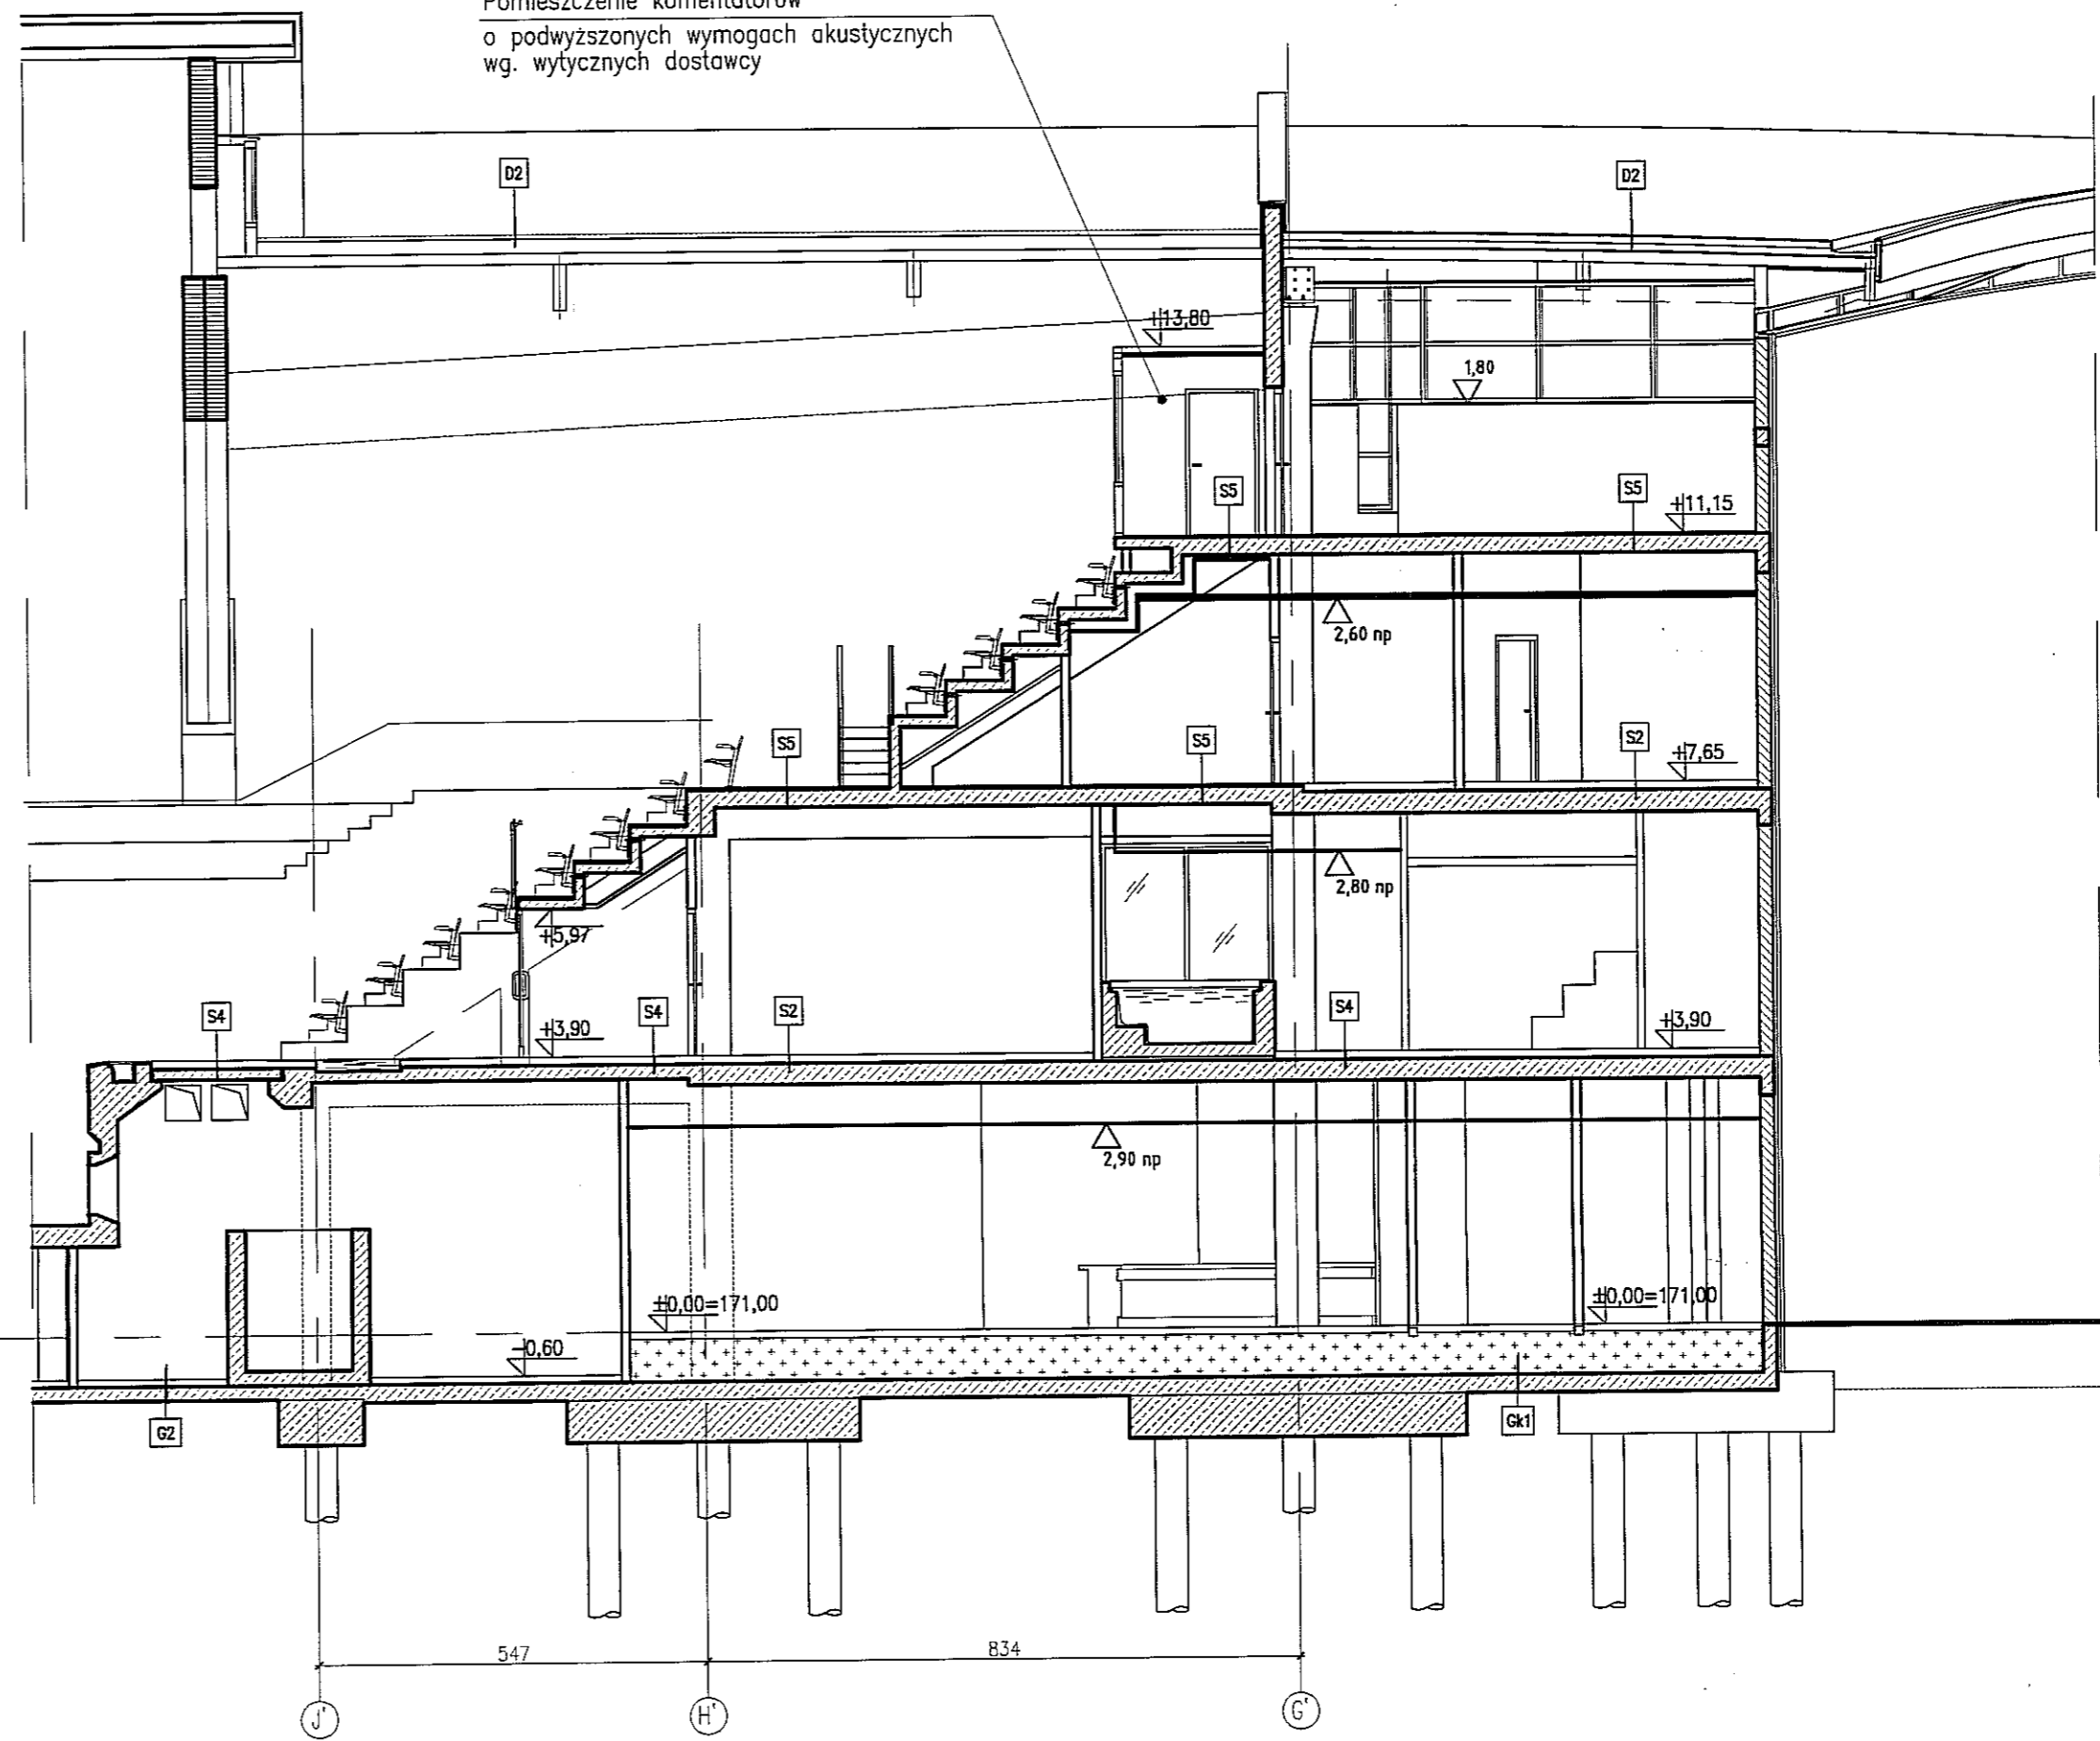 Pomieszczenie komentatorów
o podwyższonych wymogach akustycznych
wg. wytycznych dostawcy
D2
D2
+13,80
1,80
S5
S5
+11,15
2,60 np
S5
S5
S2
+7,65
2,80 np
+5,97
S4
+3,90
S4
S2
S4
+3,90
2,90 np
±0,00=171,00
±0,00=171,00
-0,60
G2
Gk1
547
834
J'
H'
G'